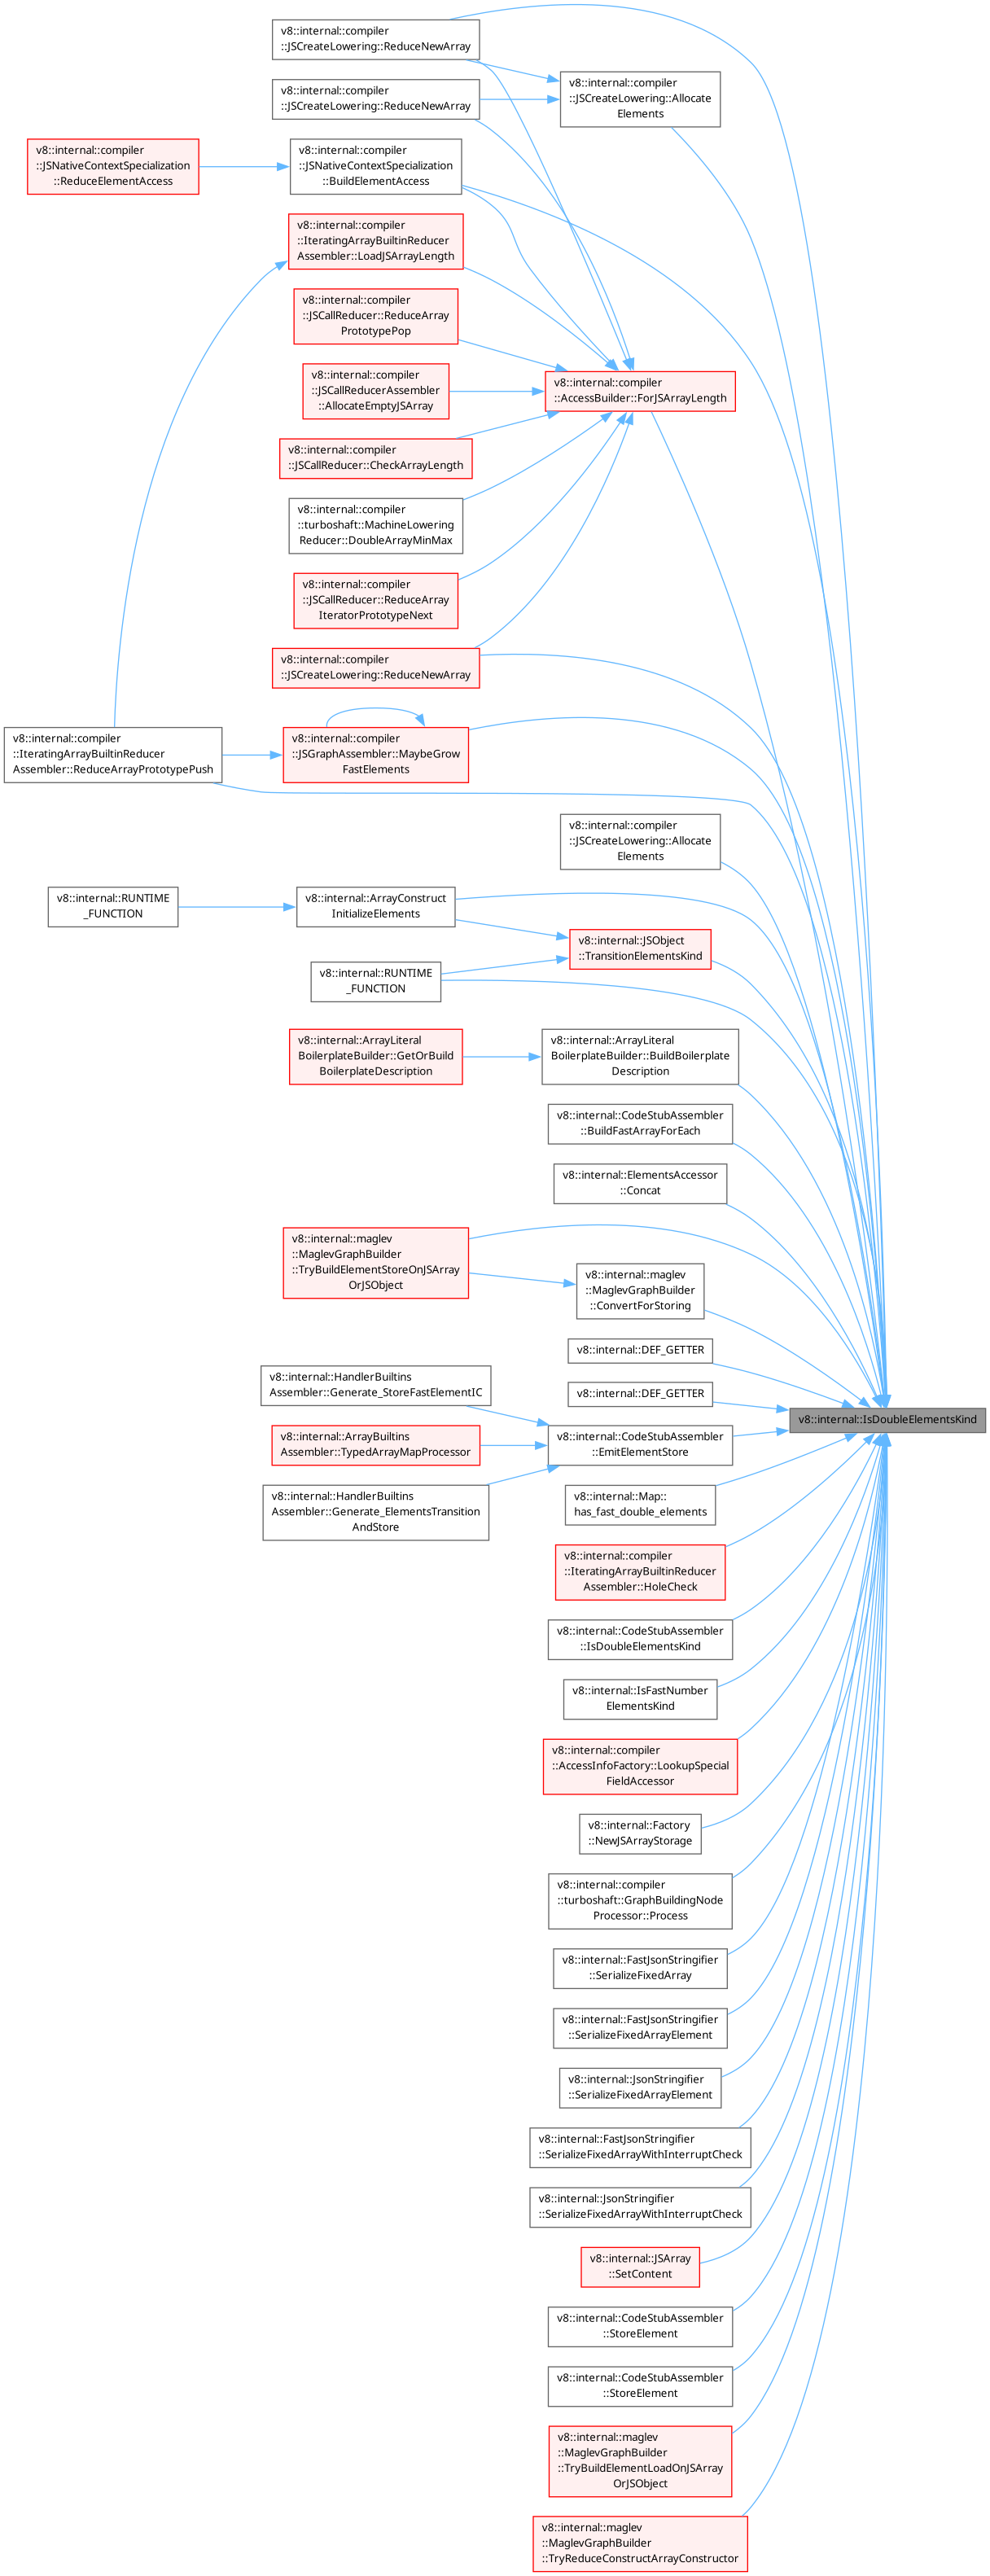 v8::internal::compiler
::JSCreateLowering::ReduceNewArray
v8::internal::compiler
::JSCreateLowering::Allocate
Elements
v8::internal::compiler
::JSCreateLowering::ReduceNewArray
v8::internal::compiler
::JSNativeContextSpecialization
::ReduceElementAccess
v8::internal::compiler
::JSNativeContextSpecialization
::BuildElementAccess
v8::internal::compiler
::IteratingArrayBuiltinReducer
Assembler::LoadJSArrayLength
v8::internal::compiler
::JSCallReducer::ReduceArray
PrototypePop
v8::internal::compiler
::JSCallReducerAssembler
::AllocateEmptyJSArray
v8::internal::compiler
::AccessBuilder::ForJSArrayLength
v8::internal::compiler
::JSCallReducer::CheckArrayLength
v8::internal::compiler
::turboshaft::MachineLowering
Reducer::DoubleArrayMinMax
v8::internal::compiler
::JSCallReducer::ReduceArray
IteratorPrototypeNext
v8::internal::compiler
::JSCreateLowering::ReduceNewArray
v8::internal::compiler
::IteratingArrayBuiltinReducer
Assembler::ReduceArrayPrototypePush
v8::internal::compiler
::JSGraphAssembler::MaybeGrow
FastElements
v8::internal::compiler
::JSCreateLowering::Allocate
Elements
v8::internal::RUNTIME
_FUNCTION
v8::internal::ArrayConstruct
InitializeElements
v8::internal::JSObject
::TransitionElementsKind
v8::internal::RUNTIME
_FUNCTION
v8::internal::ArrayLiteral
BoilerplateBuilder::GetOrBuild
BoilerplateDescription
v8::internal::ArrayLiteral
BoilerplateBuilder::BuildBoilerplate
Description
v8::internal::CodeStubAssembler
::BuildFastArrayForEach
v8::internal::ElementsAccessor
::Concat
v8::internal::maglev
::MaglevGraphBuilder
::TryBuildElementStoreOnJSArray
OrJSObject
v8::internal::maglev
::MaglevGraphBuilder
::ConvertForStoring
v8::internal::DEF_GETTER
v8::internal::DEF_GETTER
v8::internal::IsDoubleElementsKind
v8::internal::HandlerBuiltins
Assembler::Generate_StoreFastElementIC
v8::internal::ArrayBuiltins
Assembler::TypedArrayMapProcessor
v8::internal::CodeStubAssembler
::EmitElementStore
v8::internal::HandlerBuiltins
Assembler::Generate_ElementsTransition
AndStore
v8::internal::Map::
has_fast_double_elements
v8::internal::compiler
::IteratingArrayBuiltinReducer
Assembler::HoleCheck
v8::internal::CodeStubAssembler
::IsDoubleElementsKind
v8::internal::IsFastNumber
ElementsKind
v8::internal::compiler
::AccessInfoFactory::LookupSpecial
FieldAccessor
v8::internal::Factory
::NewJSArrayStorage
v8::internal::compiler
::turboshaft::GraphBuildingNode
Processor::Process
v8::internal::FastJsonStringifier
::SerializeFixedArray
v8::internal::FastJsonStringifier
::SerializeFixedArrayElement
v8::internal::JsonStringifier
::SerializeFixedArrayElement
v8::internal::FastJsonStringifier
::SerializeFixedArrayWithInterruptCheck
v8::internal::JsonStringifier
::SerializeFixedArrayWithInterruptCheck
v8::internal::JSArray
::SetContent
v8::internal::CodeStubAssembler
::StoreElement
v8::internal::CodeStubAssembler
::StoreElement
v8::internal::maglev
::MaglevGraphBuilder
::TryBuildElementLoadOnJSArray
OrJSObject
v8::internal::maglev
::MaglevGraphBuilder
::TryReduceConstructArrayConstructor